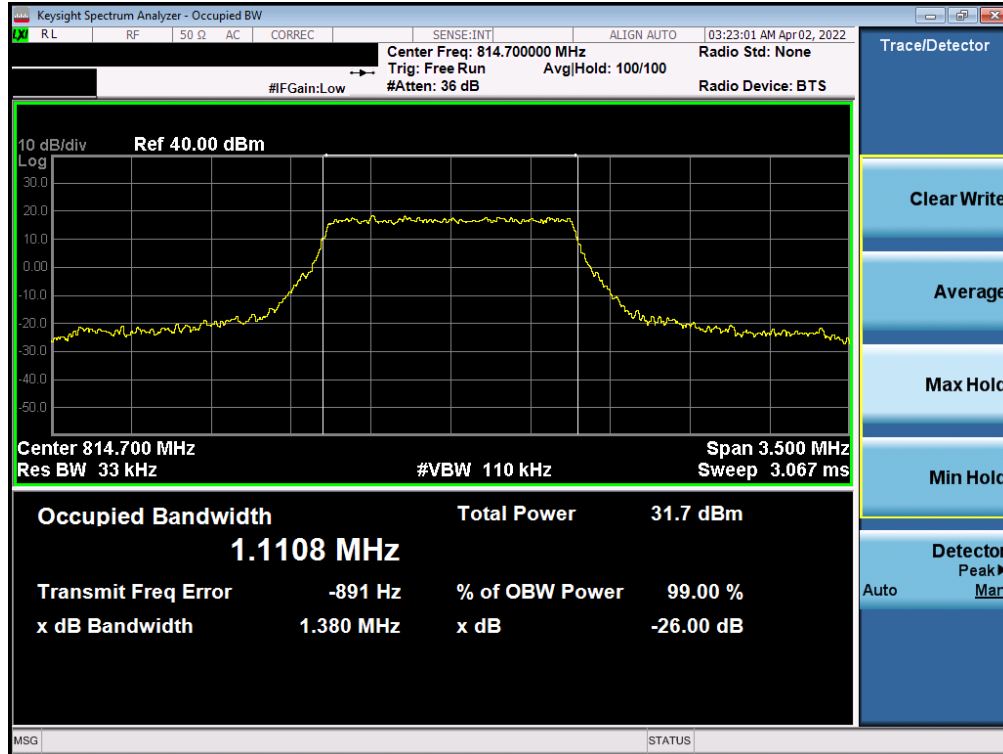 Keysight Spectrum Analyzer - Occupied BW
LXI RL RF 50 Ω AC CORREC SENSE:INT ALIGN AUTO 03:23:01 AM Apr 02, 2022
Center Freq: 814.700000 MHz Radio Std: None
Trig: Free Run Avg|Hold: 100/100
#IFGain:Low #Atten: 36 dB Radio Device: BTS
10 dB/div Ref 40.00 dBm
Log
30.0
20.0
10.0
0.00
-10.0
-20.0
-30.0
-40.0
-50.0
Center 814.700 MHz Span 3.500 MHz
Res BW 33 kHz #VBW 110 kHz Sweep 3.067 ms
Occupied Bandwidth Total Power 31.7 dBm
1.1108 MHz
Transmit Freq Error -891 Hz % of OBW Power 99.00 %
x dB Bandwidth 1.380 MHz x dB -26.00 dB
MSG STATUS
Trace/Detector
Clear Write
Average
Max Hold
Min Hold
Detector
Peak▶
Auto Man